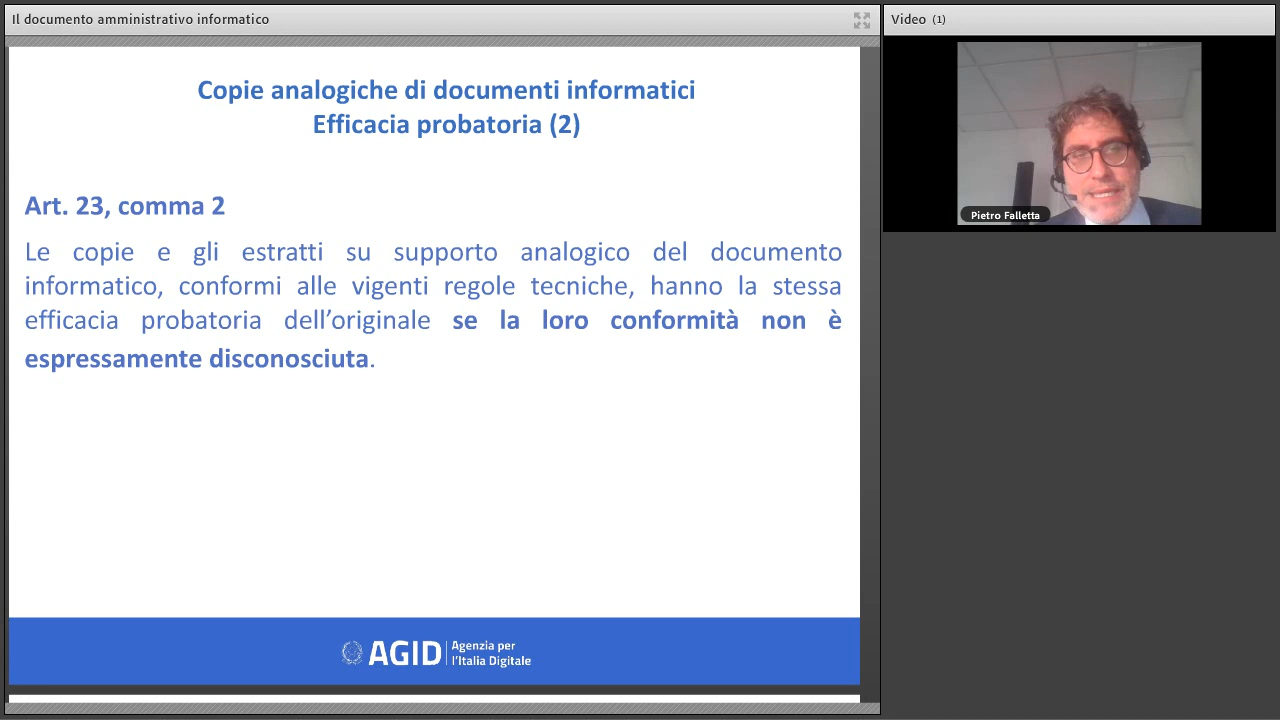 Il documento amministrativo informatico
Video (1)
Copie analogiche di documenti informatici
Efficacia probatoria (2)
Art. 23, comma 2
Le copie e gli estratti su supporto analogico del documento
informatico, conformi alle vigenti regole tecniche, hanno la stessa
efficacia probatoria dell’originale se la loro conformità non è
espressamente disconosciuta.
Pietro Falletta
AGID
Agenzia per
l’Italia Digitale